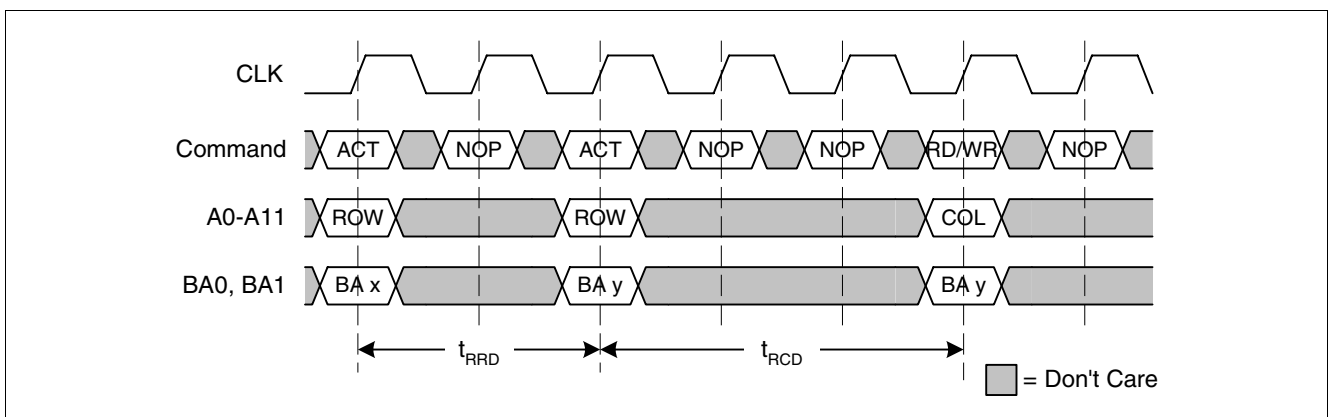 CLK
Command ACT NOP ACT NOP NOP RD/WR NOP
A0-A11 ROW ROW COL
BA0, BA1 BA x BA y BA y
tRRD tRCD
= Don't Care